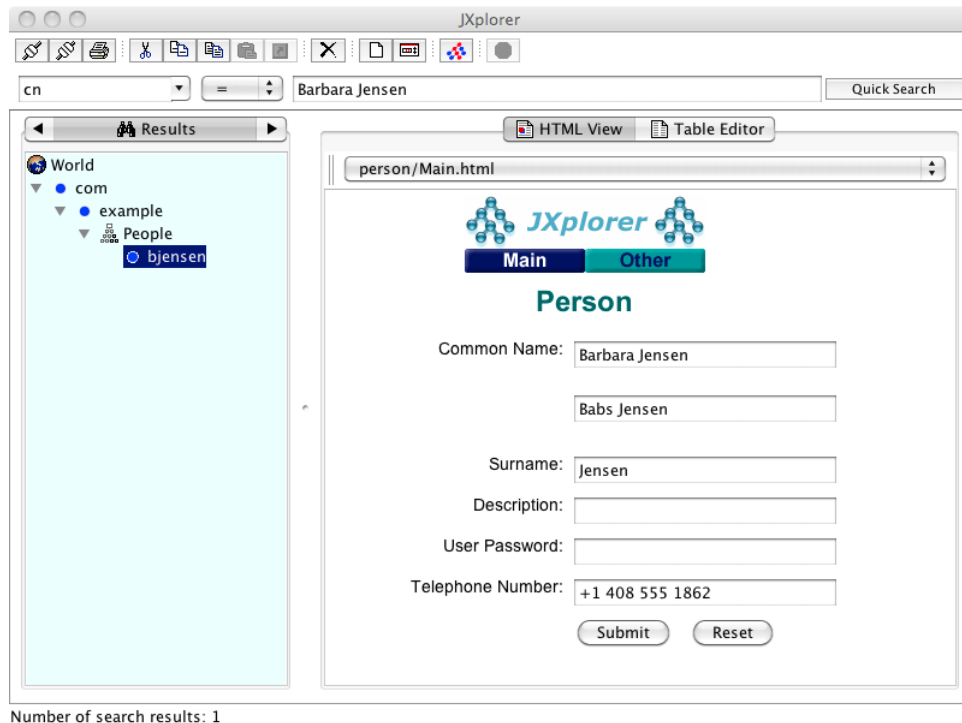 JXplorer
cn = Barbara Jensen Quick Search
Results
HTML View Table Editor
World
com
example
People
bjensen
person/Main.html
JXplorer
Main Other
Person
Common Name: Barbara Jensen
Babs Jensen
Surname: Jensen
Description:
User Password:
Telephone Number: +1 408 555 1862
Submit Reset
Number of search results: 1